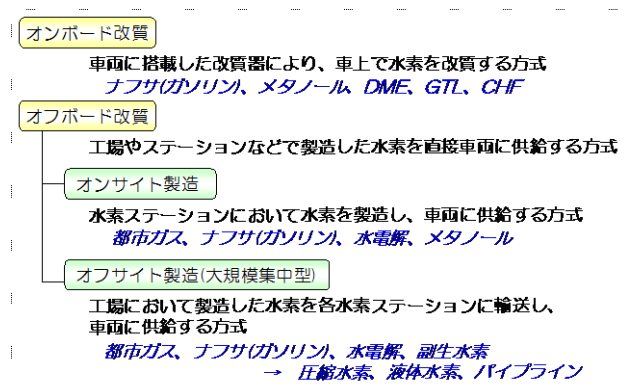 オンボード改質
車両に搭載した改質器により、車上で水素を改質する方式
ナフサ(ガソリン)、メタノール、DME、GTL、CHF
オフボード改質
工場やステーションなどで製造した水素を直接車両に供給する方式
オンサイト製造
水素ステーションにおいて水素を製造し、車両に供給する方式
都市ガス、ナフサ(ガソリン)、水電解、メタノール
オフサイト製造(大規模集中型)
工場において製造した水素を各水素ステーションに輸送し、
車両に供給する方式
都市ガス、ナフサ(ガソリン)、水電解、副生水素
→ 圧縮水素、液体水素、パイプライン